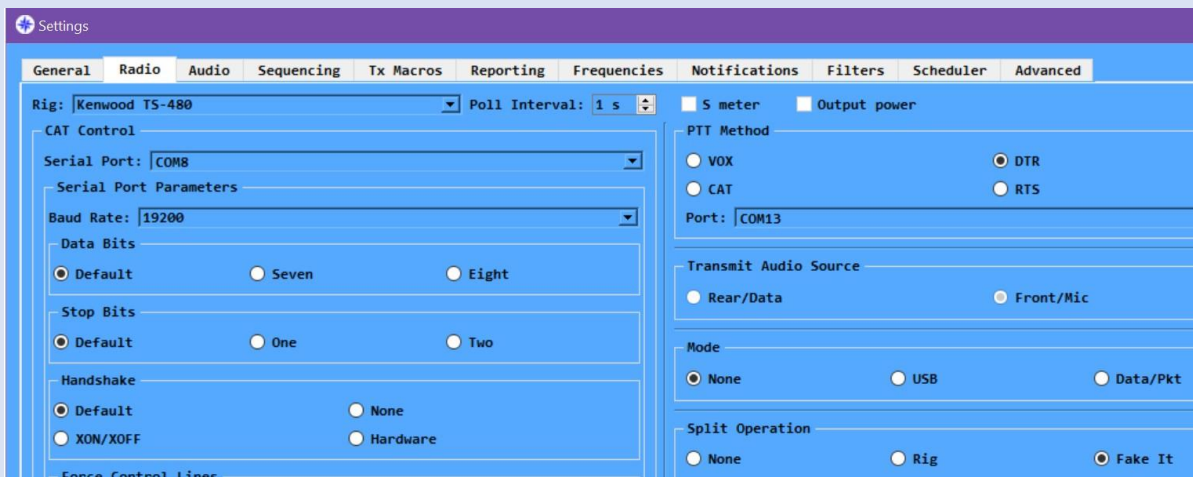 Settings
General Radio Audio Sequencing Tx Macros Reporting Frequencies Notifications Filters Scheduler Advanced
Rig: Kenwood TS-480 Poll Interval: 1 s S meter Output power
CAT Control
Serial Port: COM8
Serial Port Parameters
Baud Rate: 19200
Data Bits
Default Seven Eight
Stop Bits
Default One Two
Handshake
Default None
XON/XOFF Hardware
Force Control Lines
PTT Method
VOX DTR
CAT RTS
Port: COM13
Transmit Audio Source
Rear/Data Front/Mic
Mode
None USB Data/Pkt
Split Operation
None Rig Fake It